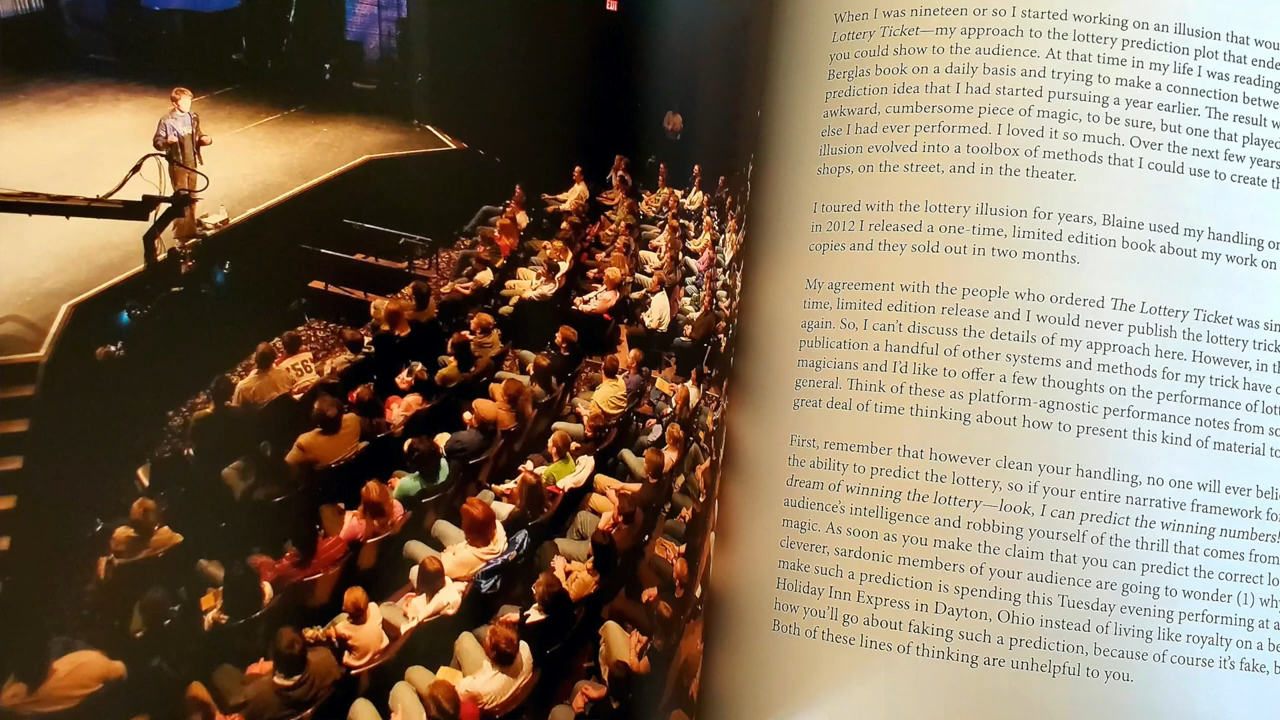 EXIT
56
When I was nineteen or so I started working on an illusion that wou
Lottery Ticket—my approach to the lottery prediction plot that ende
you could show to the audience. At that time in my life I was reading
Berglas book on a daily basis and trying to make a connection betwe
prediction idea that I had started pursuing a year earlier. The result w
awkward, cumbersome piece of magic, to be sure, but one that played
else I had ever performed. I loved it so much. Over the next few years
illusion evolved into a toolbox of methods that I could use to create th
shops, on the street, and in the theater.
I toured with the lottery illusion for years, Blaine used my handling on
in 2012 I released a one-time, limited edition book about my work on
copies and they sold out in two months.
My agreement with the people who ordered The Lottery Ticket was sim
time, limited edition release and I would never publish the lottery trick
again. So, I can't discuss the details of my approach here. However, in th
publication a handful of other systems and methods for my trick have
magicians and I'd like to offer a few thoughts on the performance of lott
general. Think of these as platform-agnostic performance notes from so
great deal of time thinking about how to present this kind of material to
First, remember that however clean your handling, no one will ever beli
the ability to predict the lottery, so if your entire narrative framework fo
dream of winning the lottery—look, I can predict the winning numbers!
audience's intelligence and robbing yourself of the thrill that comes from
magic. As soon as you make the claim that you can predict the correct lo
cleverer, sardonic members of your audience are going to wonder (1) wh
make such a prediction is spending this Tuesday evening performing at a
Holiday Inn Express in Dayton, Ohio instead of living like royalty on a be
how you'll go about faking such a prediction, because of course it's fake, b
Both of these lines of thinking are unhelpful to you.